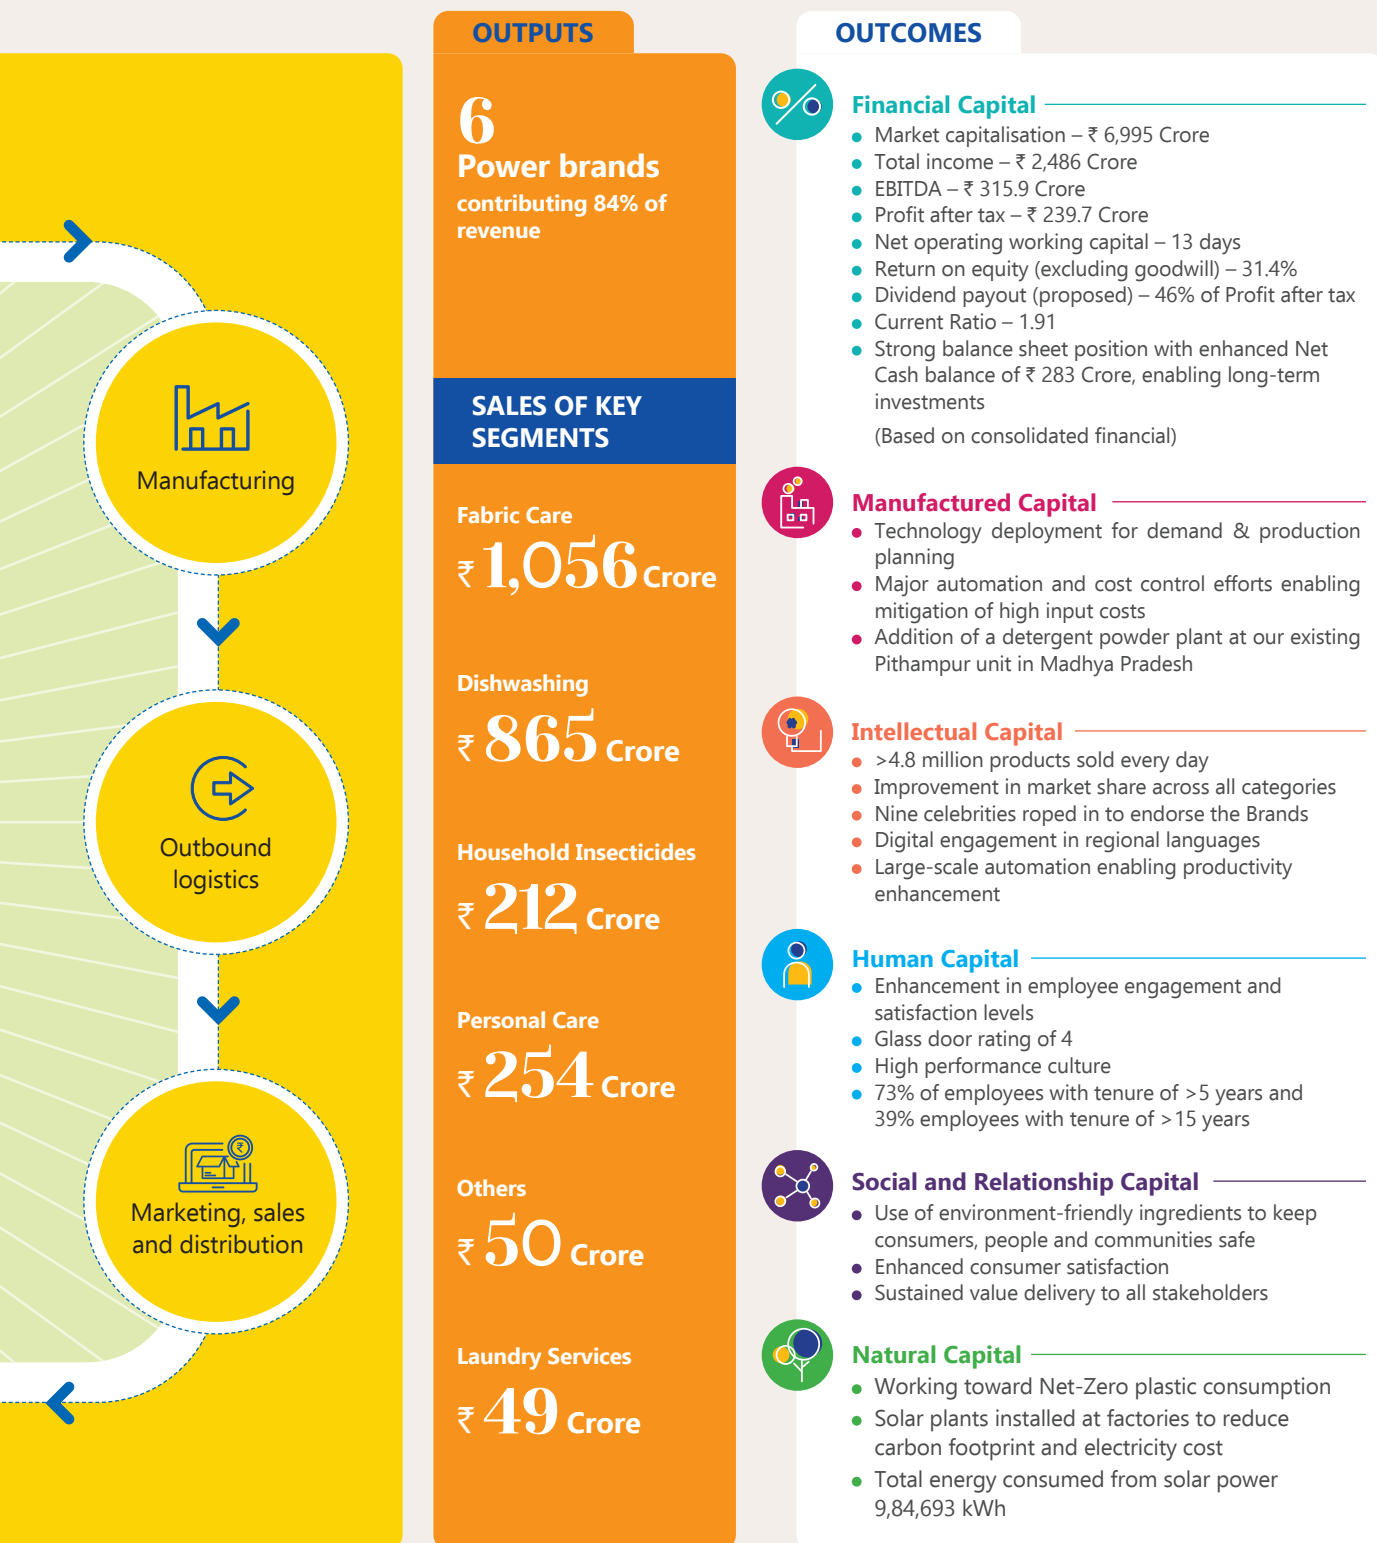 Manufacturing
Outbound
logistics
Marketing, sales
and distribution
OUTPUTS
6
Power brands
contributing 84% of
revenue
SALES OF KEY
SEGMENTS
Fabric Care
₹ 1,056 Crore
Dishwashing
₹ 865 Crore
Household Insecticides
₹ 212 Crore
Personal Care
₹ 254 Crore
Others
₹ 50 Crore
Laundry Services
₹ 49 Crore
OUTCOMES
Financial Capital
Market capitalisation – ₹ 6,995 Crore
Total income – ₹ 2,486 Crore
EBITDA – ₹ 315.9 Crore
Profit after tax – ₹ 239.7 Crore
Net operating working capital – 13 days
Return on equity (excluding goodwill) – 31.4%
Dividend payout (proposed) – 46% of Profit after tax
Current Ratio – 1.91
Strong balance sheet position with enhanced Net
Cash balance of ₹ 283 Crore, enabling long-term
investments
(Based on consolidated financial)
Manufactured Capital
Technology deployment for demand & production
planning
Major automation and cost control efforts enabling
mitigation of high input costs
Addition of a detergent powder plant at our existing
Pithampur unit in Madhya Pradesh
Intellectual Capital
>4.8 million products sold every day
Improvement in market share across all categories
Nine celebrities roped in to endorse the Brands
Digital engagement in regional languages
Large-scale automation enabling productivity
enhancement
Human Capital
Enhancement in employee engagement and
satisfaction levels
Glass door rating of 4
High performance culture
73% of employees with tenure of >5 years and
39% employees with tenure of >15 years
Social and Relationship Capital
Use of environment-friendly ingredients to keep
consumers, people and communities safe
Enhanced consumer satisfaction
Sustained value delivery to all stakeholders
Natural Capital
Working toward Net-Zero plastic consumption
Solar plants installed at factories to reduce
carbon footprint and electricity cost
Total energy consumed from solar power
9,84,693 kWh